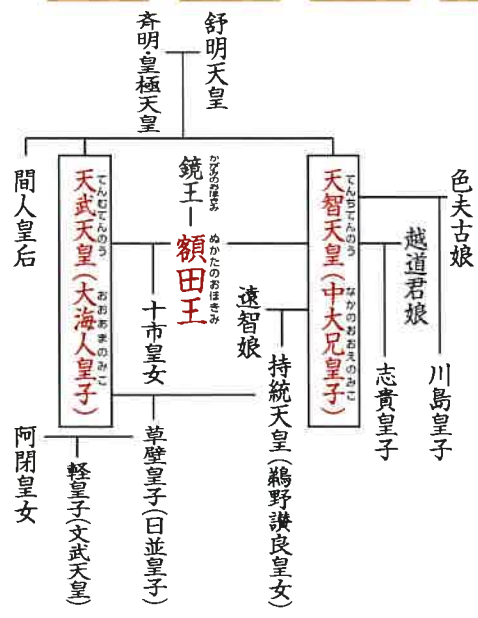 舒明天皇
斉明・皇極天皇
色夫古娘
越道君娘
天智天皇(中大兄皇子)
てんちてんのう なかのおおえのみこ
鏡王
かがみのおほきみ
額田王
ぬかたのおほきみ
天武天皇(大海人皇子)
てんむてんのう おおあまのみこ
間人皇后
川島皇子
志貴皇子
遠智娘
持統天皇(鵜野讃良皇女)
十市皇女
草壁皇子(日並皇子)
軽皇子(文武天皇)
阿閉皇女